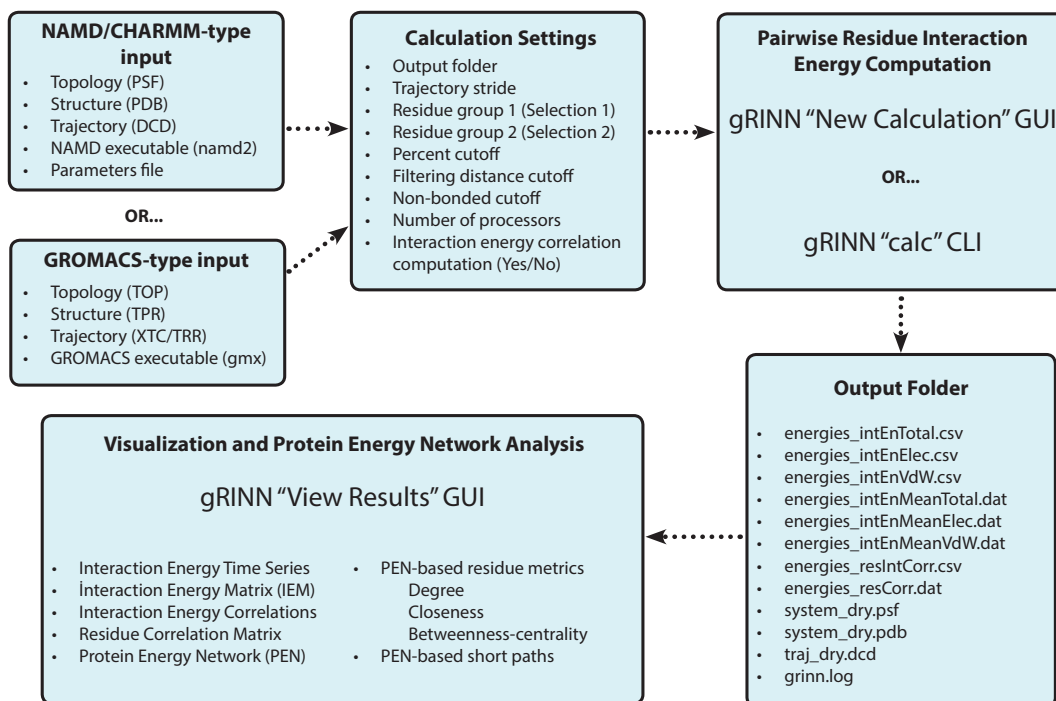 NAMD/CHARMM-type
input
• Topology (PSF)
• Structure (PDB)
• Trajectory (DCD)
• NAMD executable (namd2)
• Parameters file
OR...
GROMACS-type input
• Topology (TOP)
• Structure (TPR)
• Trajectory (XTC/TRR)
• GROMACS executable (gmx)
Calculation Settings
• Output folder
• Trajectory stride
• Residue group 1 (Selection 1)
• Residue group 2 (Selection 2)
• Percent cutoff
• Filtering distance cutoff
• Non-bonded cutoff
• Number of processors
• Interaction energy correlation
computation (Yes/No)
Pairwise Residue Interaction
Energy Computation
gRINN “New Calculation” GUI
OR...
gRINN “calc” CLI
Output Folder
• energies_intEnTotal.csv
• energies_intEnElec.csv
• energies_intEnVdW.csv
• energies_intEnMeanTotal.dat
• energies_intEnMeanElec.dat
• energies_intEnMeanVdW.dat
• energies_resIntCorr.csv
• energies_resCorr.dat
• system_dry.psf
• system_dry.pdb
• traj_dry.dcd
• grinn.log
Visualization and Protein Energy Network Analysis
gRINN “View Results” GUI
• Interaction Energy Time Series
• İnteraction Energy Matrix (IEM)
• Interaction Energy Correlations
• Residue Correlation Matrix
• Protein Energy Network (PEN)
• PEN-based residue metrics
Degree
Closeness
Betweenness-centrality
• PEN-based short paths